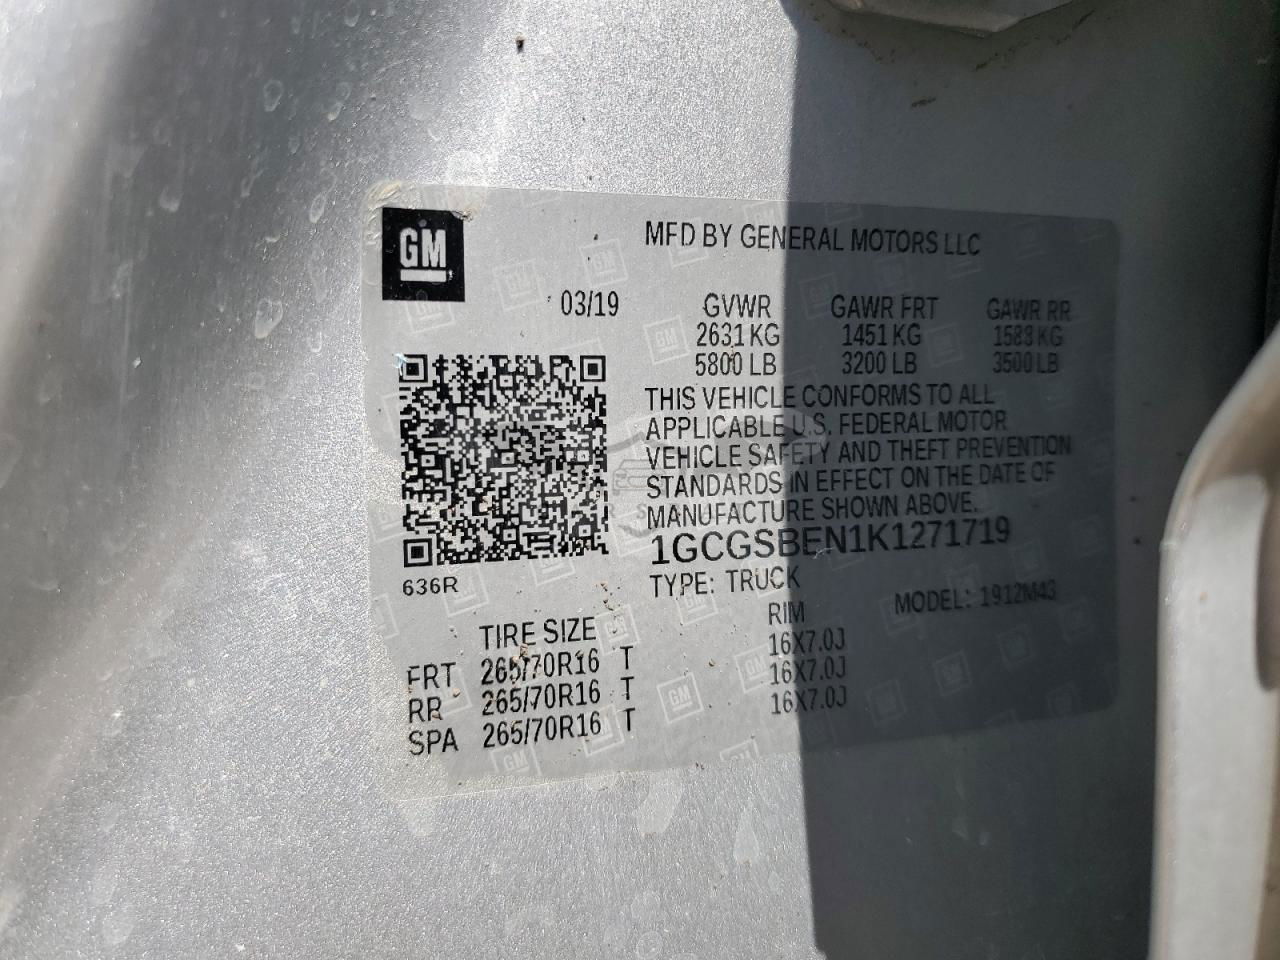 GM
MFD BY GENERAL MOTORS LLC
03/19
GVWR GAWR FRT GAWR RR
2631 KG 1451 KG 1588 KG
5800 LB 3200 LB 3500 LB
THIS VEHICLE CONFORMS TO ALL
APPLICABLE U.S. FEDERAL MOTOR
VEHICLE SAFETY AND THEFT PREVENTION
STANDARDS IN EFFECT ON THE DATE OF
MANUFACTURE SHOWN ABOVE.
1GCGSBEN1K1271719
636R
TYPE: TRUCK
MODEL: 1912M43
TIRE SIZE RIM
FRT 265/70R16 T 16X7.0J
RR 265/70R16 T 16X7.0J
SPA 265/70R16 T 16X7.0J